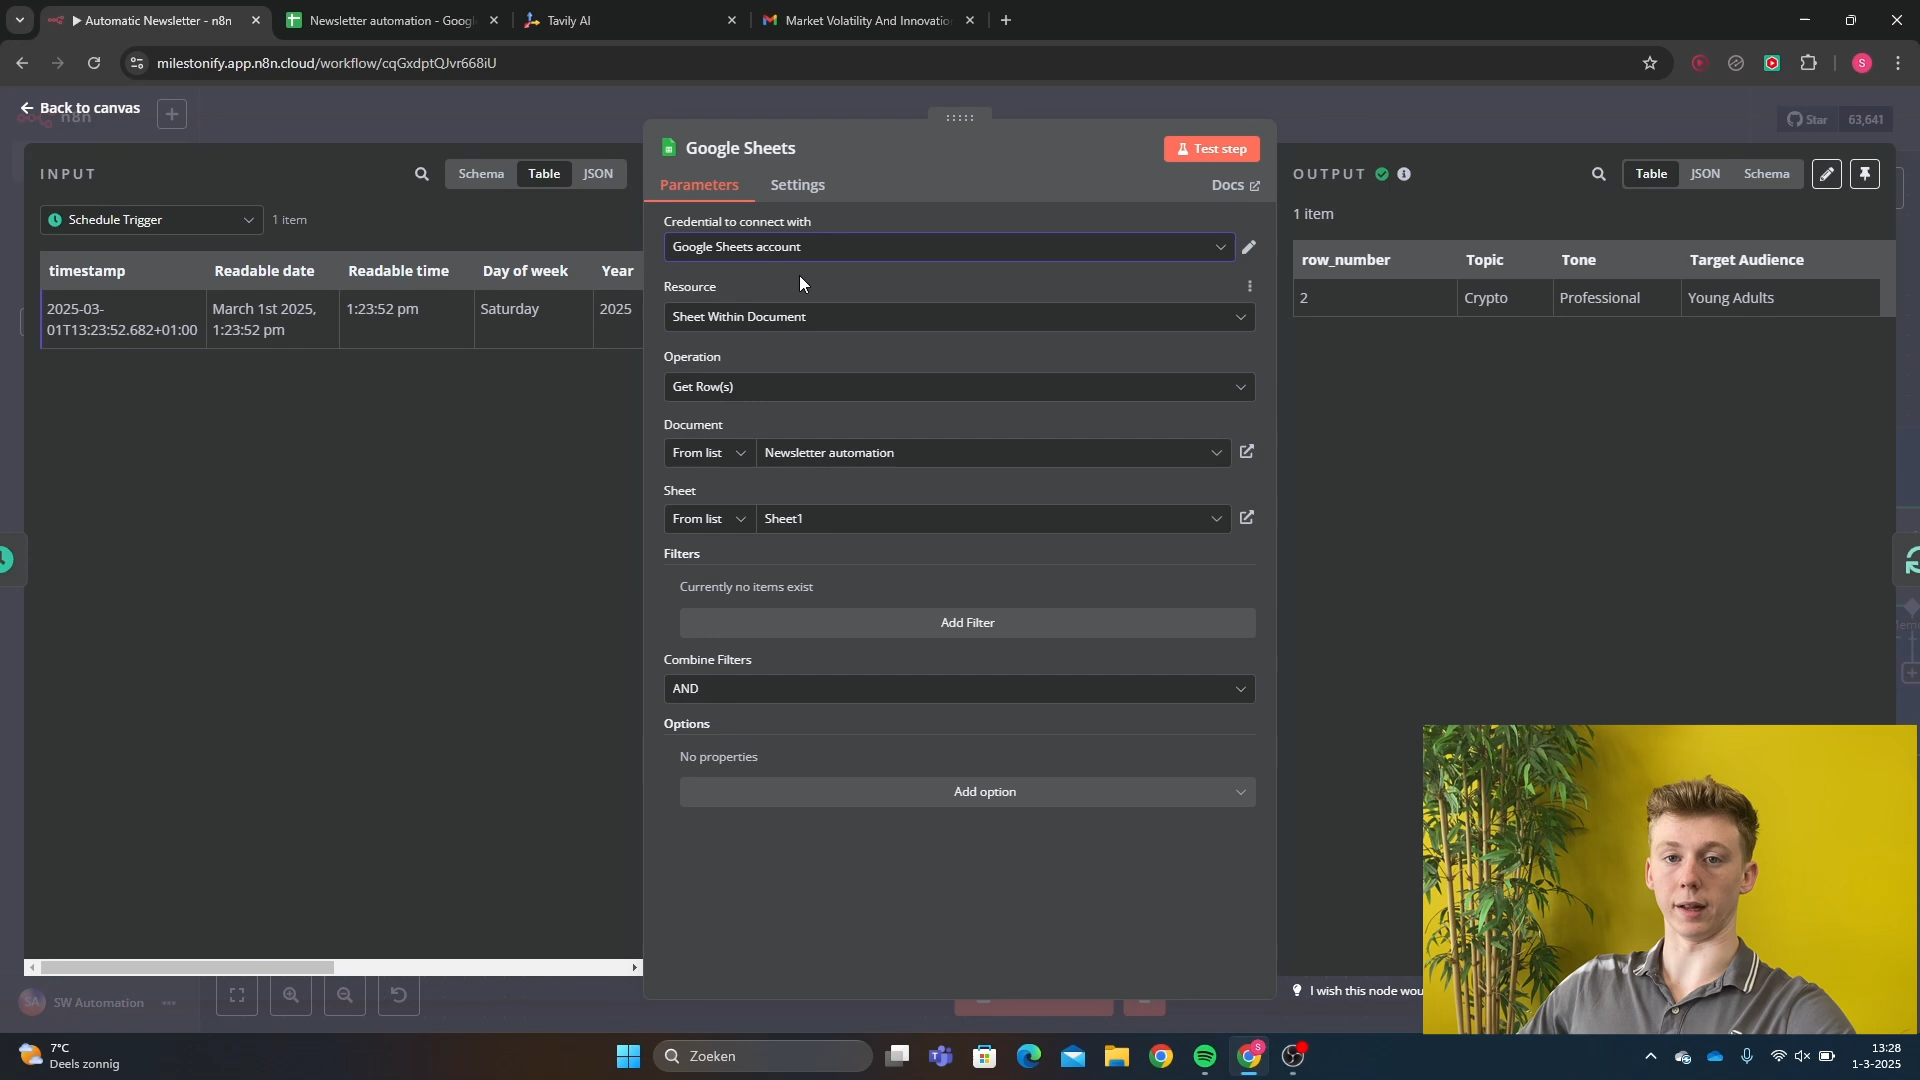 Automatic Newsletter - n8n
Newsletter automation - Googl
Tavily AI
Market Volatility And Innovatio
milestonify.app.n8n.cloud/workflow/cqGxdptQJvr668iU
S
Back to canvas
n8n
Star
63,641
Google Sheets
Test step
INPUT
Schema
Table
JSON
Parameters
Settings
Docs
OUTPUT
Table
JSON
Schema
Schedule Trigger
1 item
1 item
timestamp
Readable date
Readable time
Day of week
Year
2025-03-
01T13:23:52.682+01:00
March 1st 2025,
1:23:52 pm
1:23:52 pm
Saturday
2025
Credential to connect with
Google Sheets account
Resource
Sheet Within Document
Operation
Get Row(s)
Document
From list
Newsletter automation
Sheet
From list
Sheet1
Filters
Currently no items exist
Add Filter
Combine Filters
AND
Options
No properties
Add option
row_number
Topic
Tone
Target Audience
2
Crypto
Professional
Young Adults
SA
SW Automation
I wish this node wou
7°C
Deels zonnig
Zoeken
S
13:28
1-3-2025